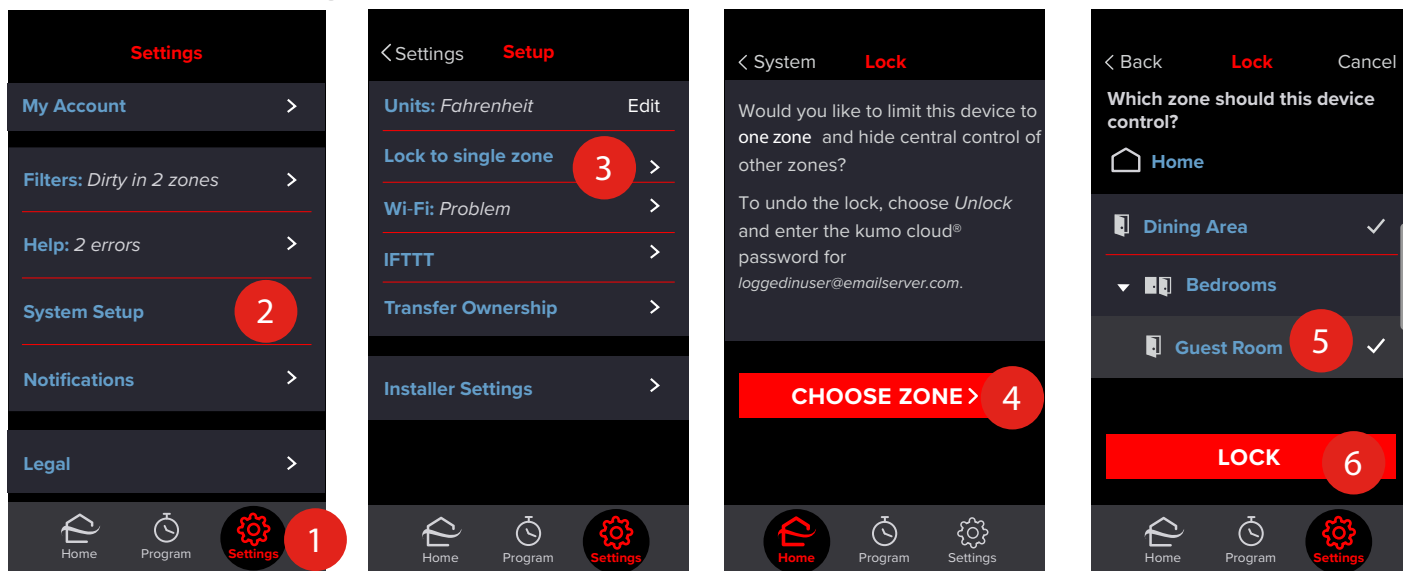 Settings
My Account
Filters: Dirty in 2 zones
Help: 2 errors
System Setup
2
Notifications
Legal
Home
Program
Settings
1
Settings
Setup
Units: Fahrenheit
Edit
Lock to single zone
3
Wi-Fi: Problem
IFTTT
Transfer Ownership
Installer Settings
Home
Program
Settings
System
Lock
Would you like to limit this device to
one zone and hide central control of
other zones?
To undo the lock, choose Unlock
and enter the kumo cloud®
password for
loggedinuser@emailserver.com.
CHOOSE ZONE
4
Home
Program
Settings
Back
Lock
Cancel
Which zone should this device
control?
Home
Dining Area
Bedrooms
Guest Room
5
LOCK
6
Home
Program
Settings